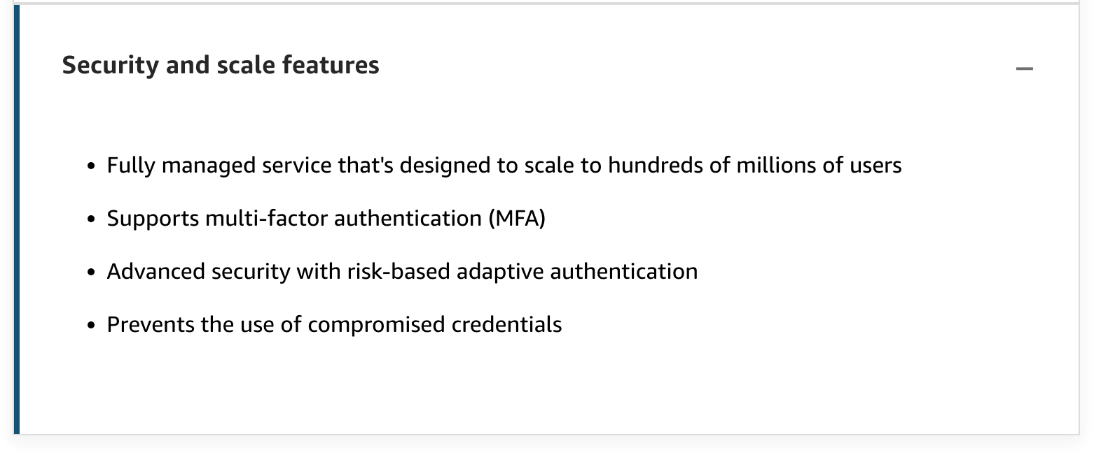 Security and scale features
• Fully managed service that's designed to scale to hundreds of millions of users
• Supports multi-factor authentication (MFA)
• Advanced security with risk-based adaptive authentication
• Prevents the use of compromised credentials